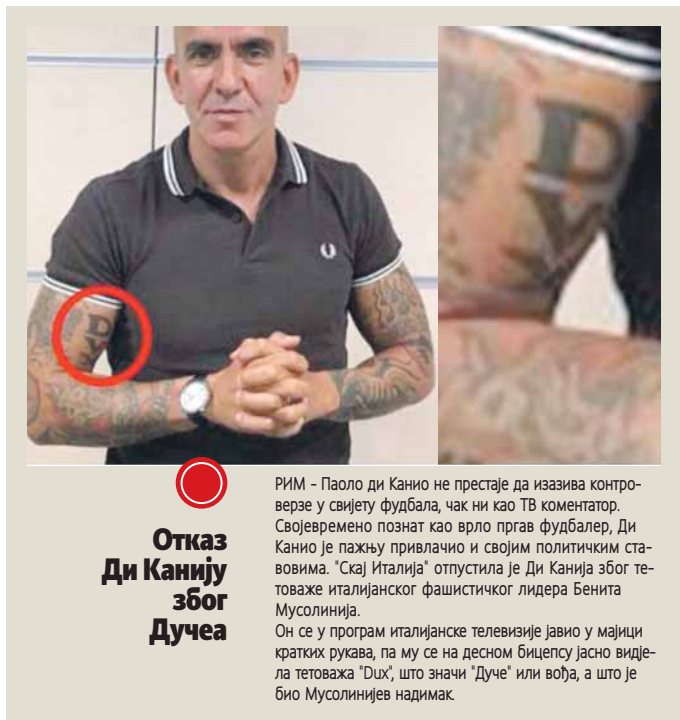 DV
DV
Отказ
Ди Канију
због
Дучеа
РИМ - Паоло ди Канио не престаје да изазива контро-
верзе у свијету фудбала, чак ни као ТВ коментатор.
Својевремено познат као врло пргав фудбалер, Ди
Канио је пажњу привлачио и својим политичким ста-
вовима. "Скај Италија" отпустила је Ди Канија због те-
товаже италијанског фашистичког лидера Бенита
Мусолинија.
Он се у програм италијанске телевизије јавио у мајици
кратких рукава, па му се на десном бицепсу јасно видје-
ла тетоважа "Dux", што значи "Дуче" или вођа, а што је
био Мусолинијев надимак.